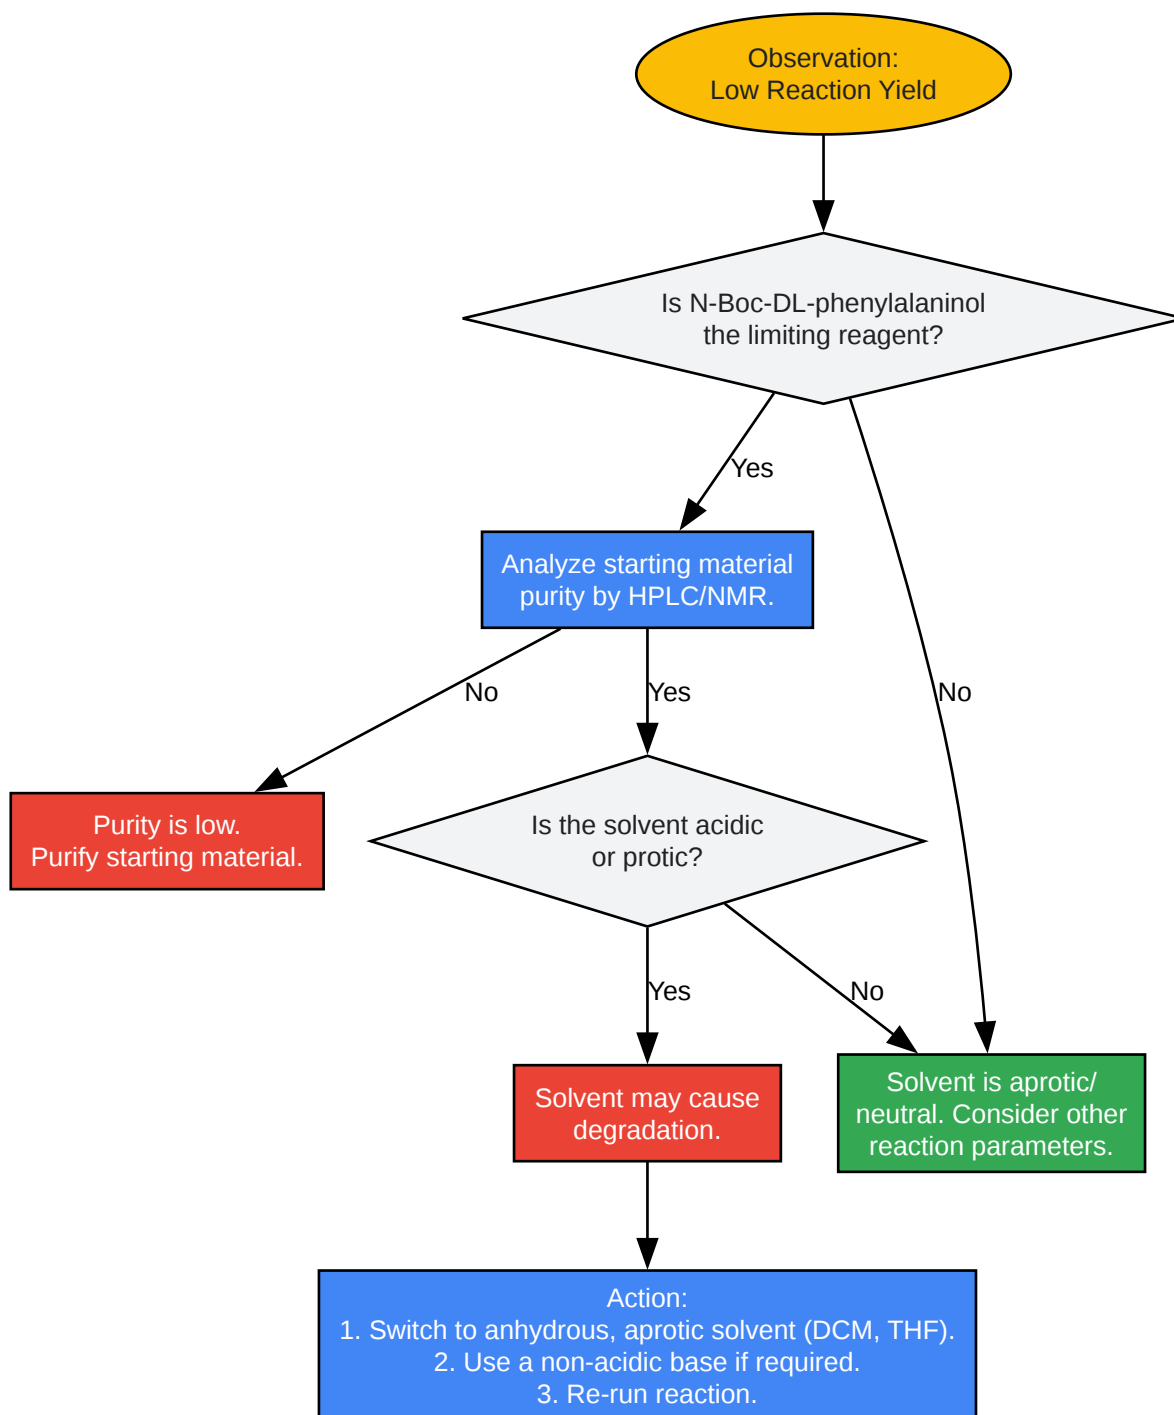 Observation:
Low Reaction Yield
Is N-Boc-DL-phenylalaninol
the limiting reagent?
Yes
Analyze starting material
purity by HPLC/NMR.
No
Yes
No
Purity is low.
Purify starting material.
Is the solvent acidic
or protic?
Yes
No
Solvent may cause
degradation.
Solvent is aprotic/
neutral. Consider other
reaction parameters.
Action:
1. Switch to anhydrous, aprotic solvent (DCM, THF).
2. Use a non-acidic base if required.
3. Re-run reaction.